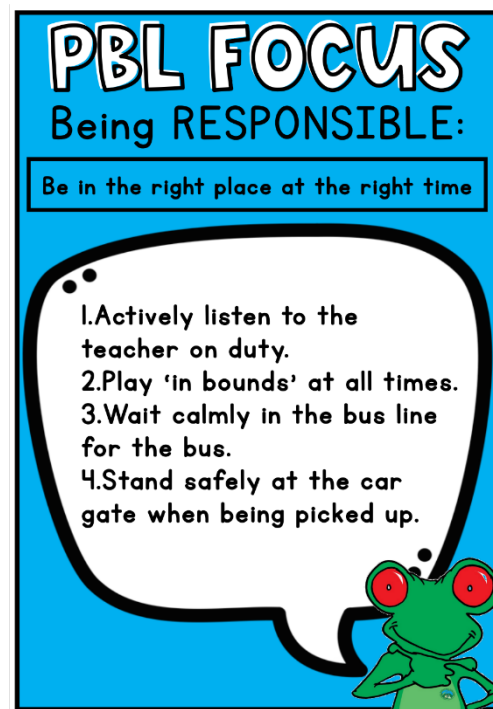 PBL FOCUS
Being RESPONSIBLE:
Be in the right place at the right time
1.Actively listen to the
teacher on duty.
2.Play ‘in bounds’ at all times.
3.Wait calmly in the bus line
for the bus.
4.Stand safely at the car
gate when being picked up.